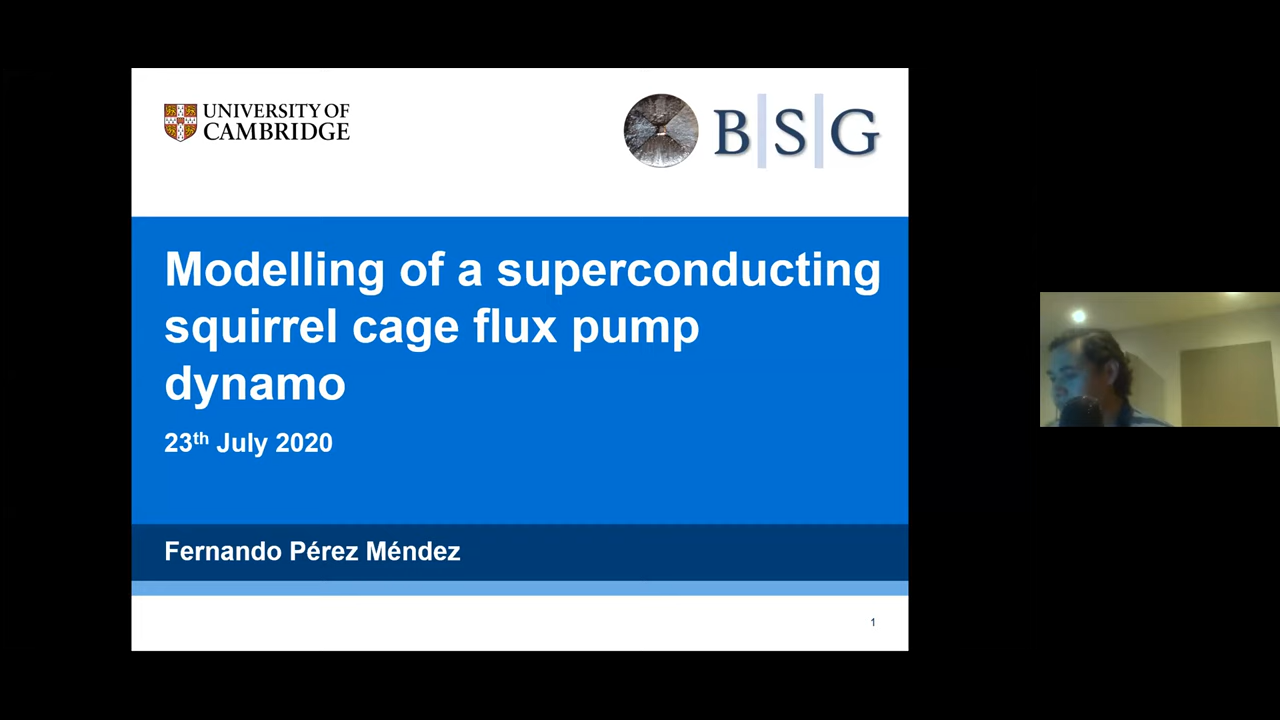 UNIVERSITY OF
CAMBRIDGE
B|S|G
Modelling of a superconducting
squirrel cage flux pump
dynamo
23th July 2020
Fernando Pérez Méndez
1